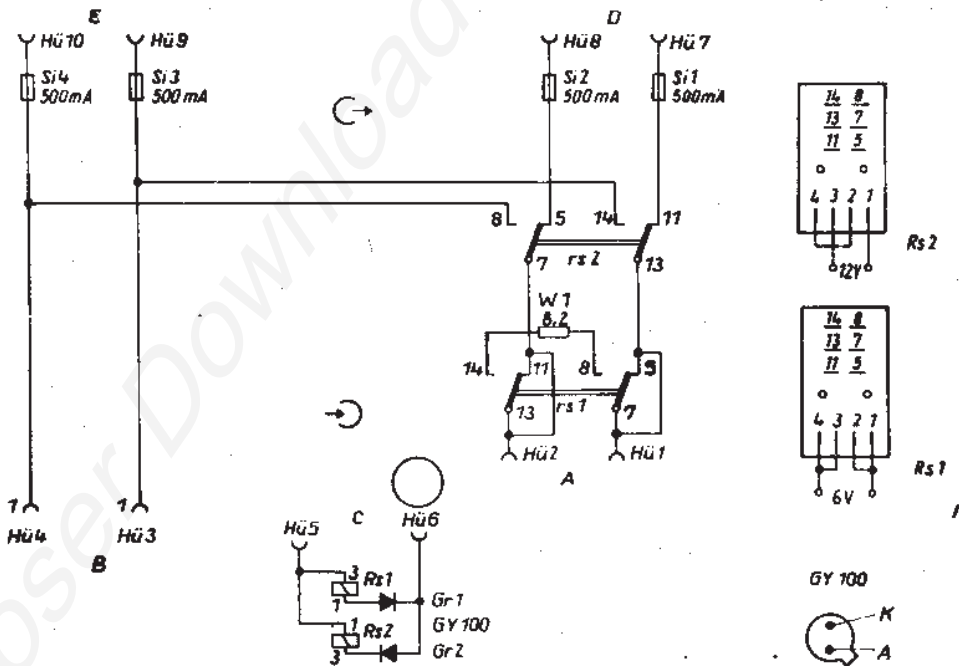 E
D
Hü10
Hü9
Hü8
Hü7
Si4
500mA
Si3
500mA
Si2
500mA
Si1
500mA
14 8
13 7
11 5
4 3 2 1
12V
Rs2
8
5
14
11
7
rs2
13
W1
8,2
14
11
8
5
13
rs1
7
Hü2
Hü1
A
14 8
13 7
11 5
4 3 2 1
6V
Rs1
1
Hü4
1
Hü3
B
C
Hü5
Hü6
3
Rs1
1
Gr1
GY100
1
Rs2
3
Gr2
GY 100
K
A
oser Download